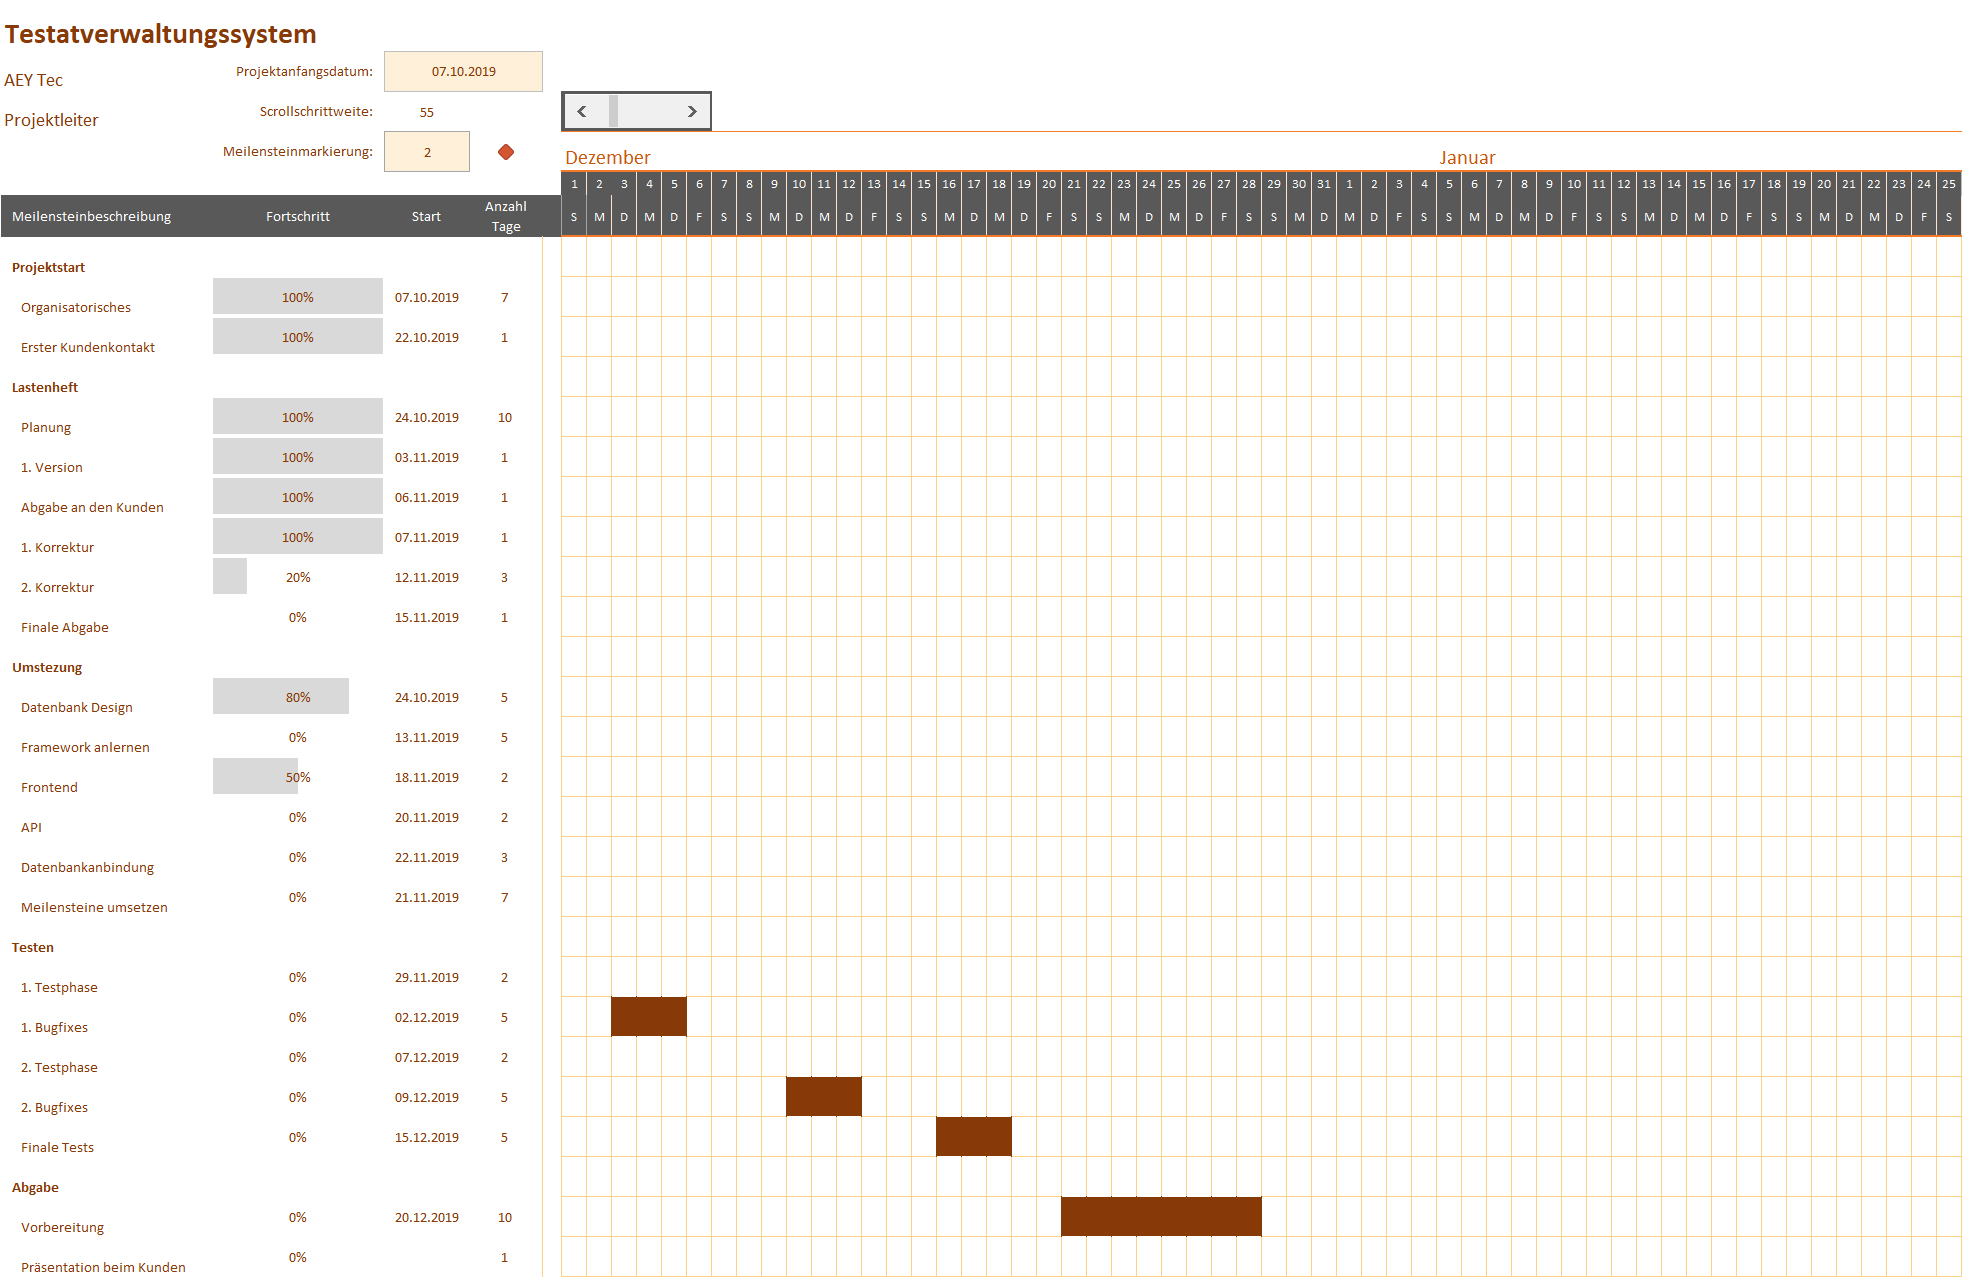 Testatverwaltungssystem
AEY Tec
Projektanfangsdatum: 07.10.2019
Projektleiter
Scrollschrittweite: 55
Meilensteinmarkierung: 2
Dezember Januar
1 2 3 4 5 6 7 8 9 10 11 12 13 14 15 16 17 18 19 20 21 22 23 24 25 26 27 28 29 30 31 1 2 3 4 5 6 7 8 9 10 11 12 13 14 15 16 17 18 19 20 21 22 23 24 25
S M D M D F S S M D M D F S S M D M D F S S M D M D F S S M D M D F S S M D M D F S S M D M D F S S M D M D F S
Meilensteinbeschreibung Fortschritt Start Anzahl Tage
Projektstart
Organisatorisches 100% 07.10.2019 7
Erster Kundenkontakt 100% 22.10.2019 1
Lastenheft
Planung 100% 24.10.2019 10
1. Version 100% 03.11.2019 1
Abgabe an den Kunden 100% 06.11.2019 1
1. Korrektur 100% 07.11.2019 1
2. Korrektur 20% 12.11.2019 3
Finale Abgabe 0% 15.11.2019 1
Umstezung
Datenbank Design 80% 24.10.2019 5
Framework anlernen 0% 13.11.2019 5
Frontend 50% 18.11.2019 2
API 0% 20.11.2019 2
Datenbankanbindung 0% 22.11.2019 3
Meilensteine umsetzen 0% 21.11.2019 7
Testen
1. Testphase 0% 29.11.2019 2
1. Bugfixes 0% 02.12.2019 5
2. Testphase 0% 07.12.2019 2
2. Bugfixes 0% 09.12.2019 5
Finale Tests 0% 15.12.2019 5
Abgabe
Vorbereitung 0% 20.12.2019 10
Präsentation beim Kunden 0% 1